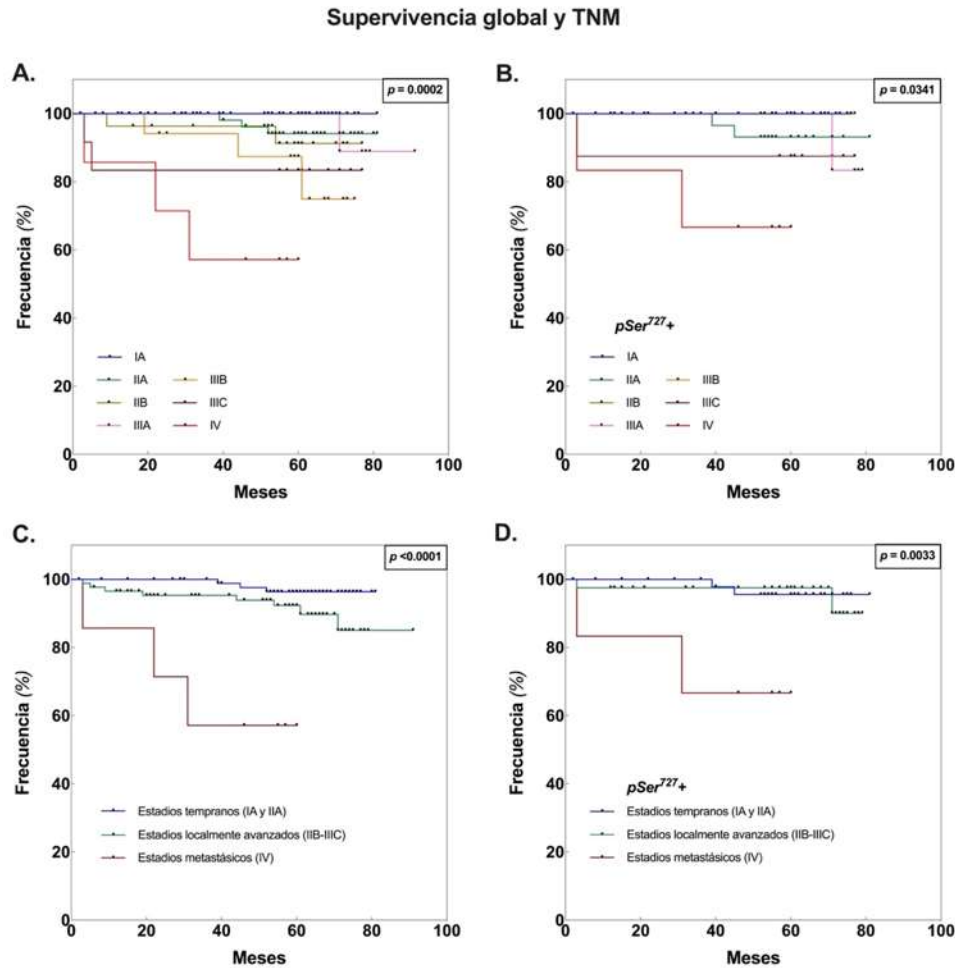 Supervivencia global y TNM
A.
p = 0.0002
100
80
60
40
20
0
Frecuencia (%)
IA
IIA
IIIB
IIB
IIIC
IIIA
IV
0 20 40 60 80 100
Meses
B.
p = 0.0341
100
80
60
40
20
0
Frecuencia (%)
pSer727+
IA
IIA
IIIB
IIB
IIIC
IIIA
IV
0 20 40 60 80 100
Meses
C.
p <0.0001
100
80
60
40
20
0
Frecuencia (%)
Estadios tempranos (IA y IIA)
Estadios localmente avanzados (IIB-IIIC)
Estadios metastásicos (IV)
0 20 40 60 80 100
Meses
D.
p = 0.0033
100
80
60
40
20
0
Frecuencia (%)
pSer727+
Estadios tempranos (IA y IIA)
Estadios localmente avanzados (IIB-IIIC)
Estadios metastásicos (IV)
0 20 40 60 80 100
Meses